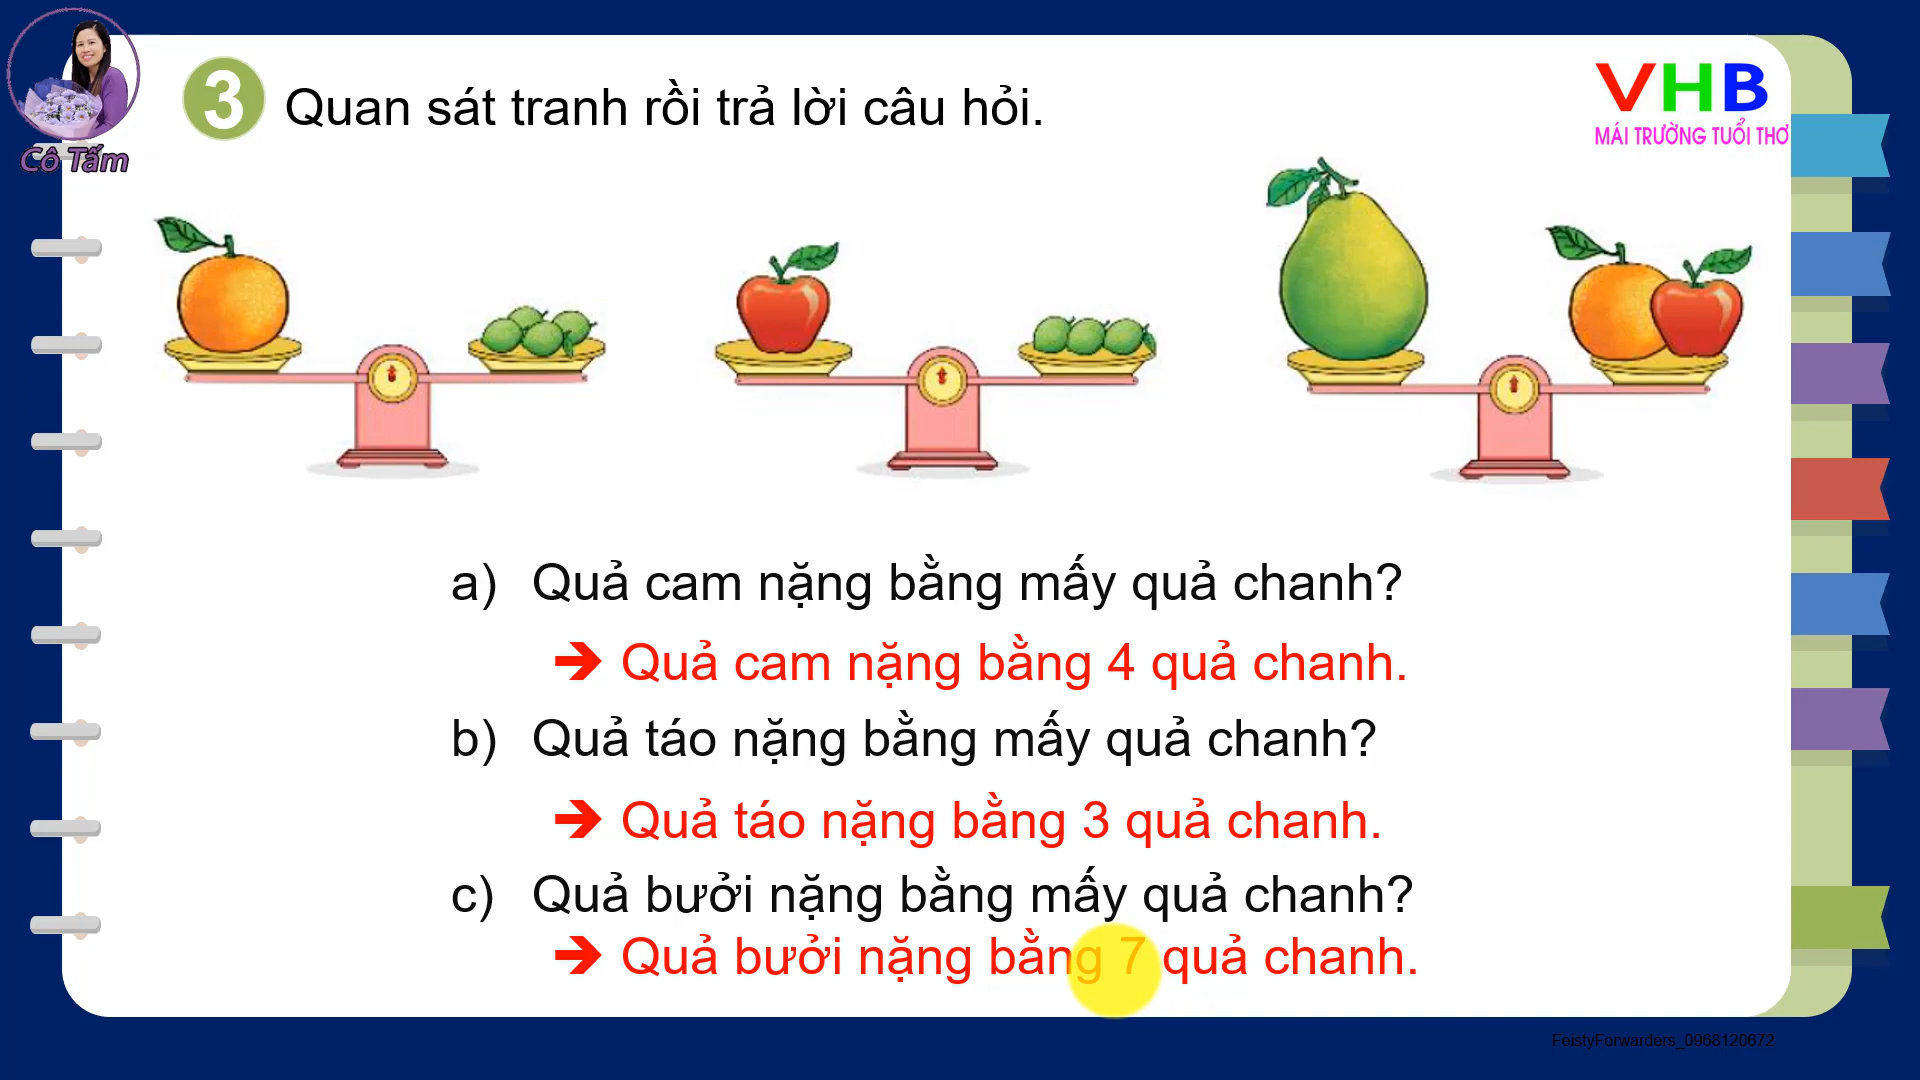 3 Quan sát tranh rồi trả lời câu hỏi.
VHB
MÁI TRƯỜNG TUỔI THƠ
Cô Tấm
a) Quả cam nặng bằng mấy quả chanh?
➔ Quả cam nặng bằng 4 quả chanh.
b) Quả táo nặng bằng mấy quả chanh?
➔ Quả táo nặng bằng 3 quả chanh.
c) Quả bưởi nặng bằng mấy quả chanh?
➔ Quả bưởi nặng bằng 7 quả chanh.
FeistyForwarders_0968120672